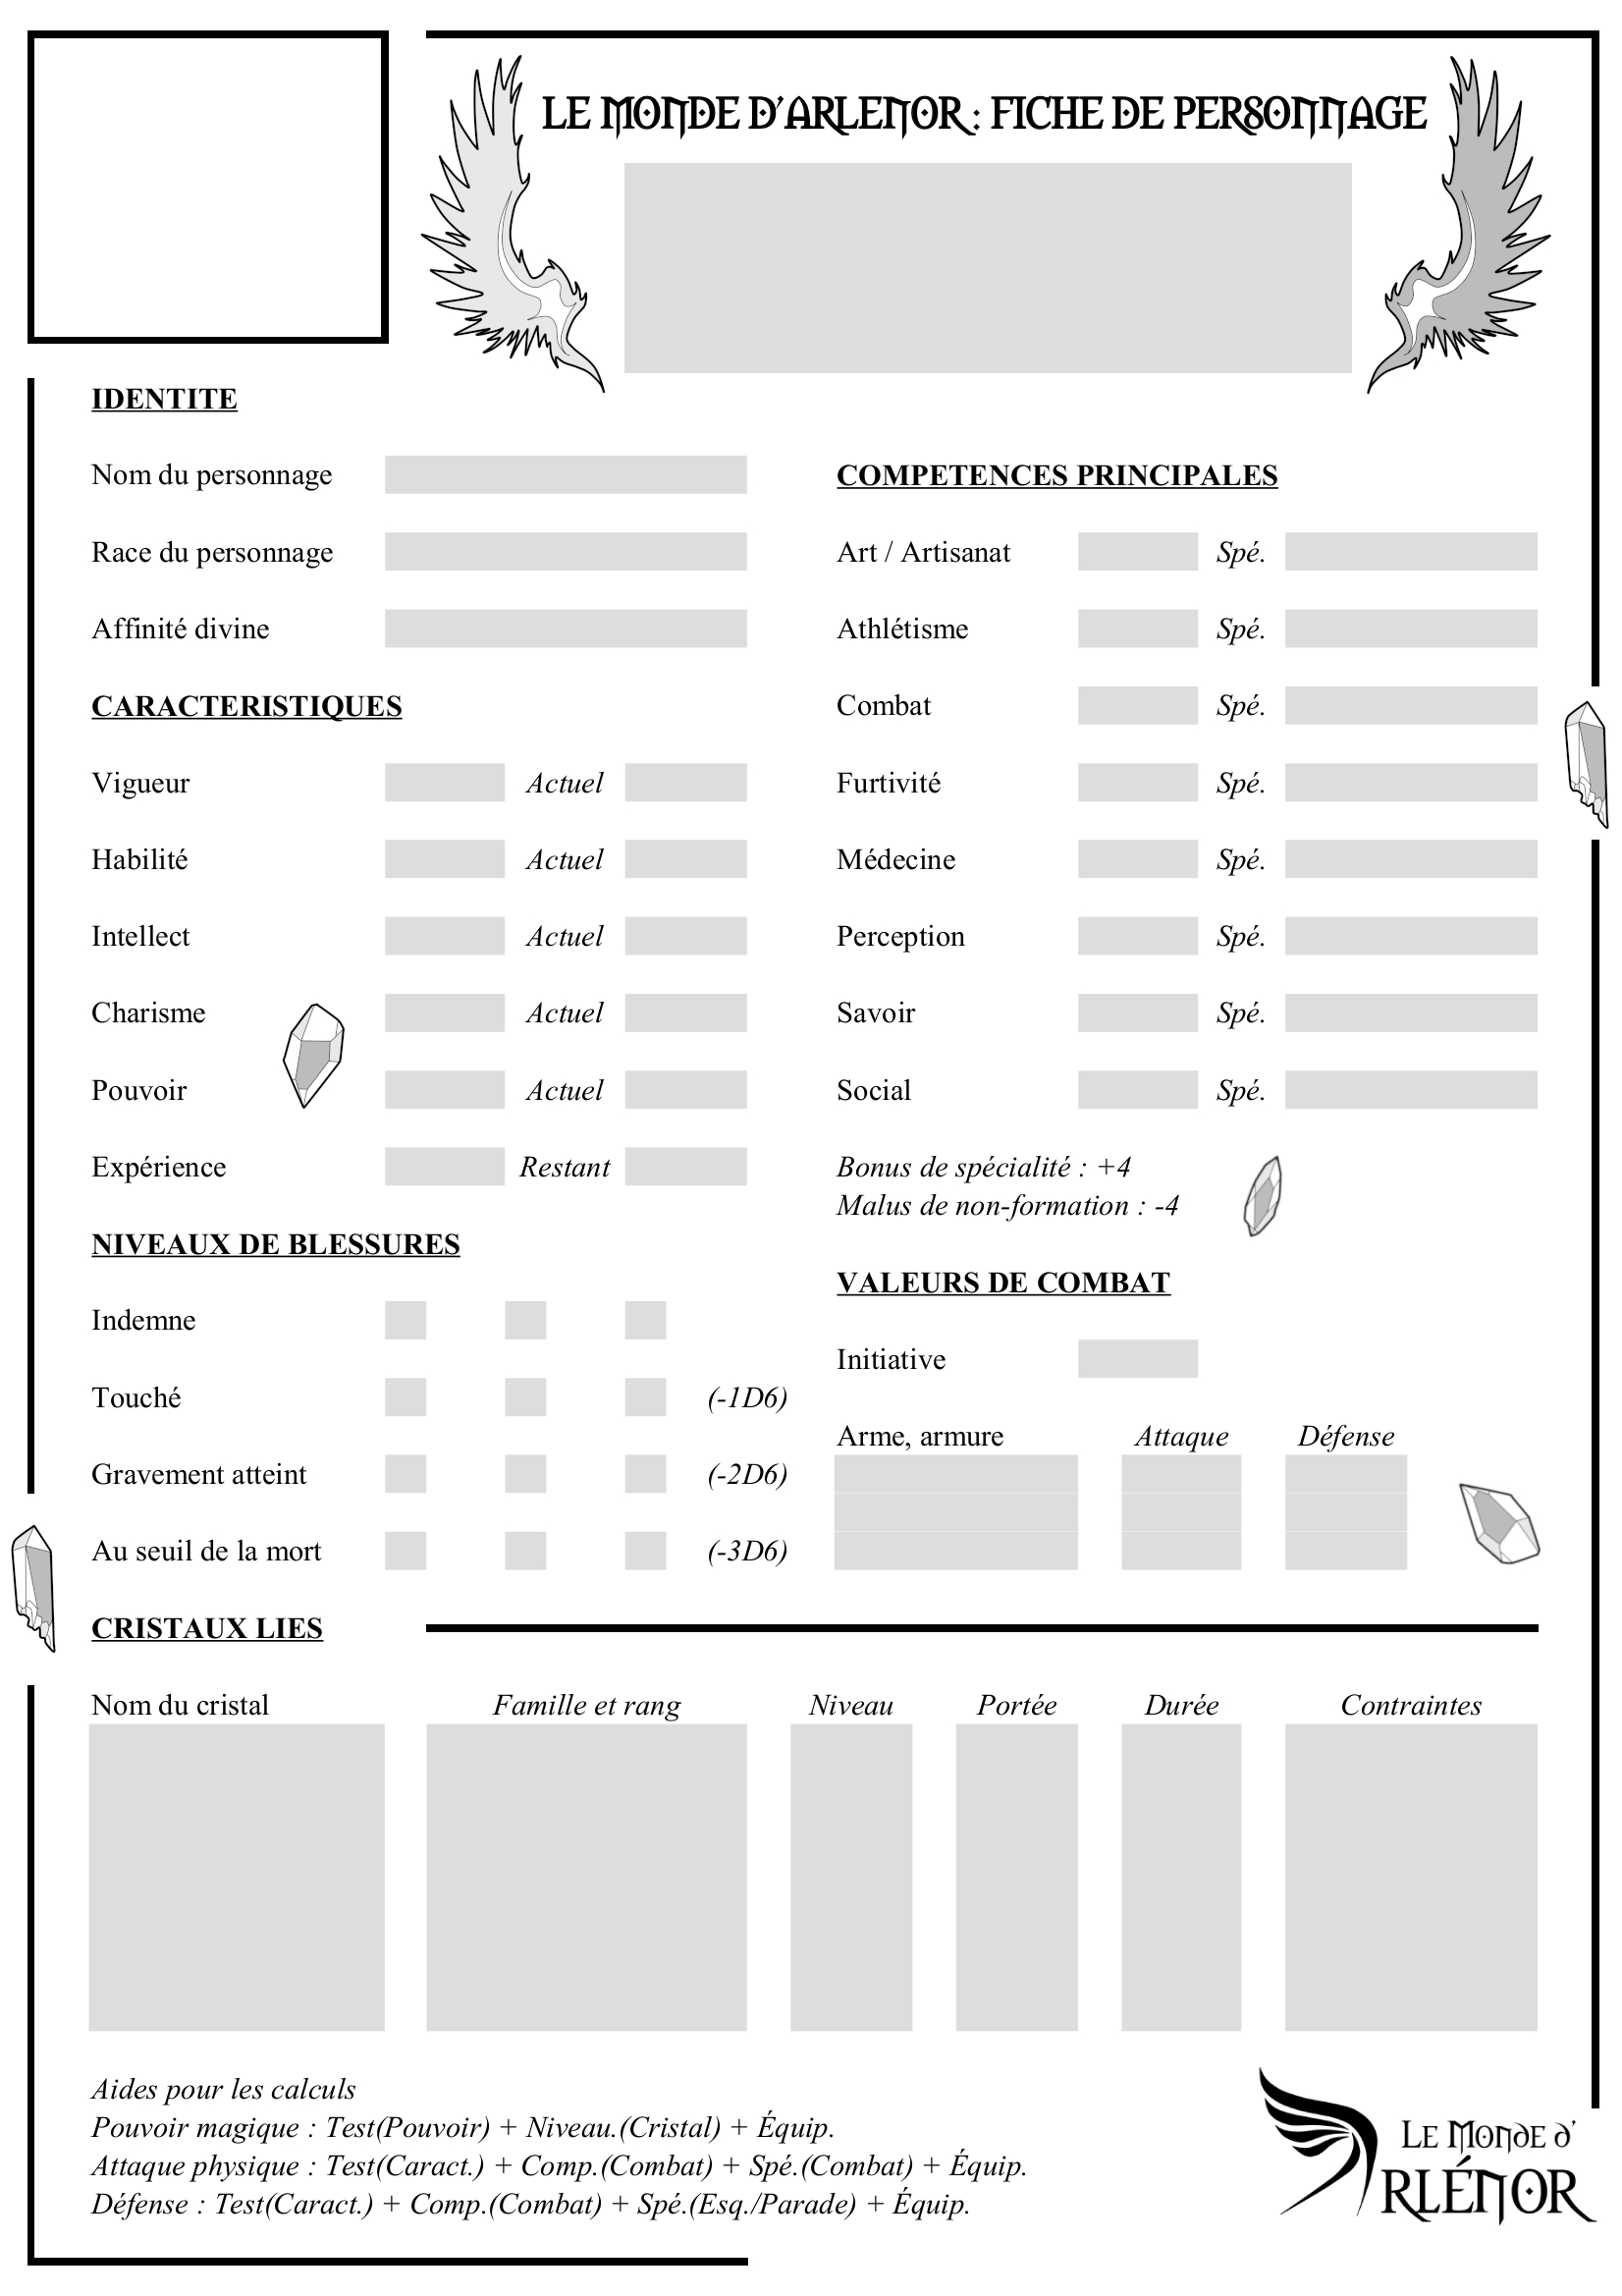 LE MONDE D'ARLENOR : FICHE DE PERSONNAGE
IDENTITE
Nom du personnage
Race du personnage
Affinité divine
CARACTERISTIQUES
Vigueur Actuel
Habilité Actuel
Intellect Actuel
Charisme Actuel
Pouvoir Actuel
Expérience Restant
NIVEAUX DE BLESSURES
Indemne
Touché (-1D6)
Gravement atteint (-2D6)
Au seuil de la mort (-3D6)
COMPETENCES PRINCIPALES
Art / Artisanat Spé.
Athlétisme Spé.
Combat Spé.
Furtivité Spé.
Médecine Spé.
Perception Spé.
Savoir Spé.
Social Spé.
Bonus de spécialité : +4
Malus de non-formation : -4
VALEURS DE COMBAT
Initiative
Arme, armure Attaque Défense
CRISTAUX LIES
Nom du cristal Famille et rang Niveau Portée Durée Contraintes
Aides pour les calculs
Pouvoir magique : Test(Pouvoir) + Niveau.(Cristal) + Équip.
Attaque physique : Test(Caract.) + Comp.(Combat) + Spé.(Combat) + Équip.
Défense : Test(Caract.) + Comp.(Combat) + Spé.(Esq./Parade) + Équip.
LE MONDE D'
RLÉNOR